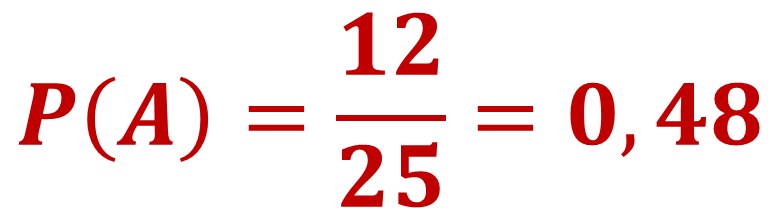 P(A) = 12/25 = 0,48